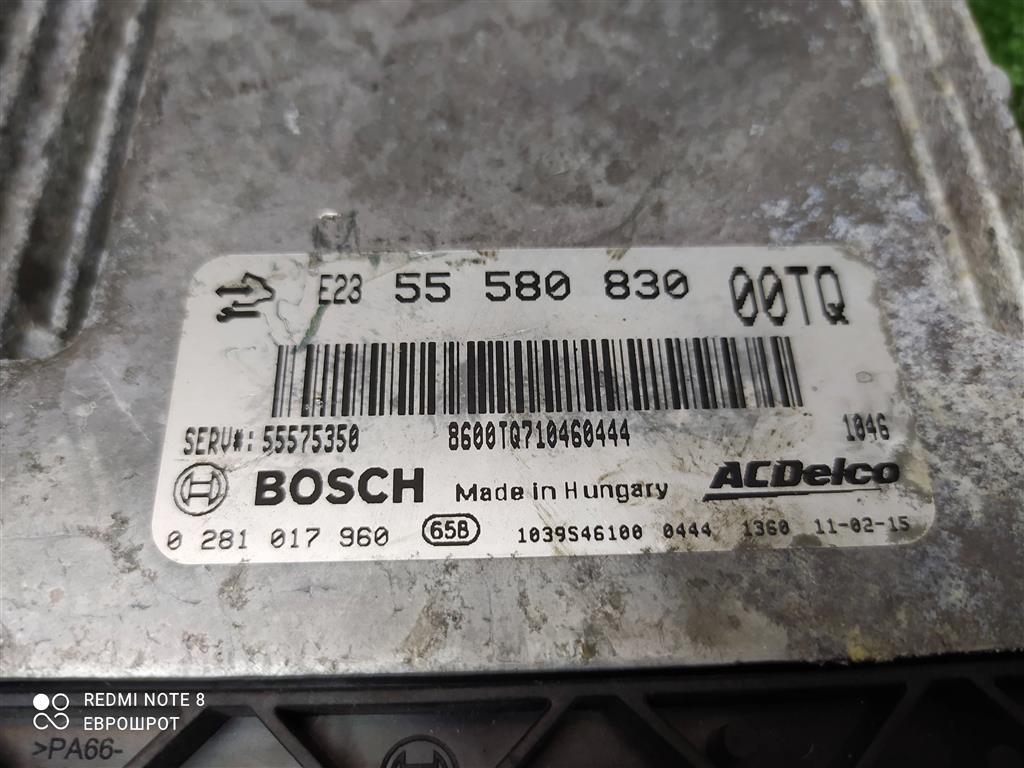 E23 55 580 830 00TQ
SERV#: 55575350 8600TQ710460444 1046
BOSCH Made in Hungary ACDelco
0 281 017 960 65B 1039S46100 0444 1360 11-02-15
REDMI NOTE 8
ЕВРОШРОТ
>PA66-